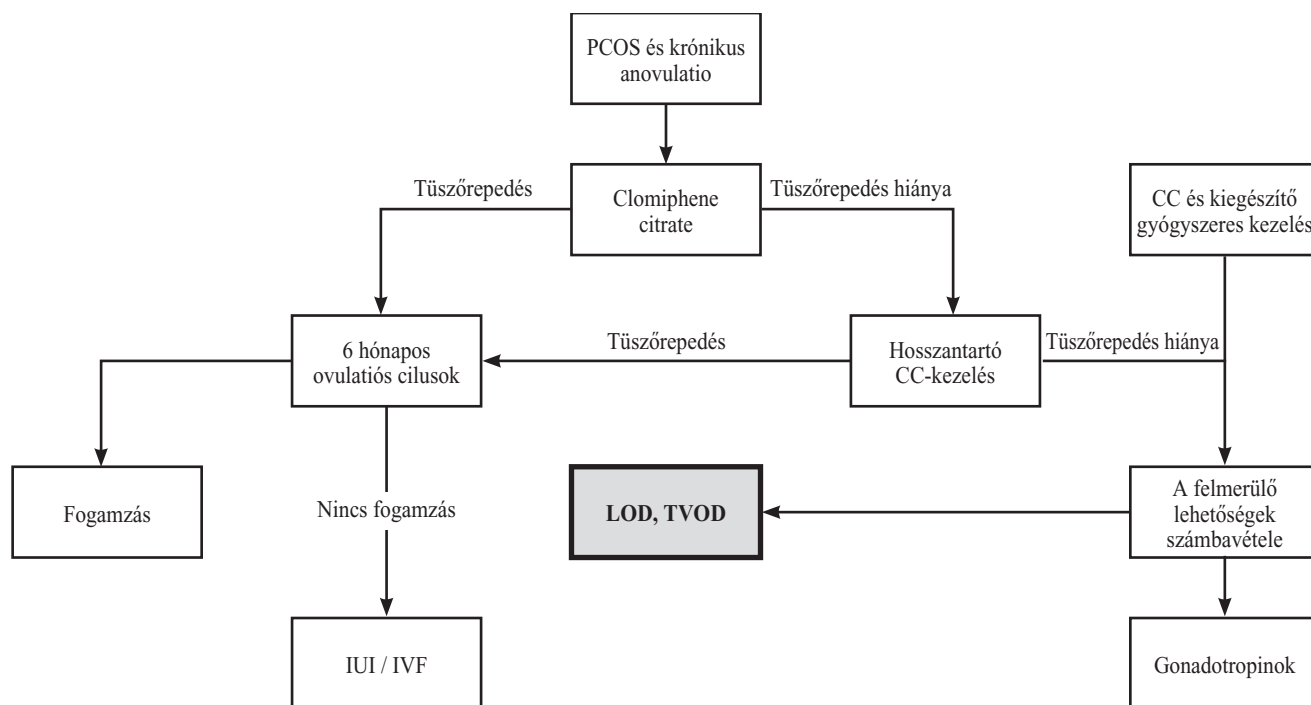 PCOS és krónikus
anovulatio
Tüszőrepedés
Clomiphene
citrate
Tüszőrepedés hiánya
CC és kiegészítő
gyógyszeres kezelés
6 hónapos
ovulatiós cilusok
Tüszőrepedés
Hosszantartó
CC-kezelés
Tüszőrepedés hiánya
Fogamzás
Nincs fogamzás
LOD, TVOD
A felmerülő
lehetőségek
számbavétele
IUI / IVF
Gonadotropinok